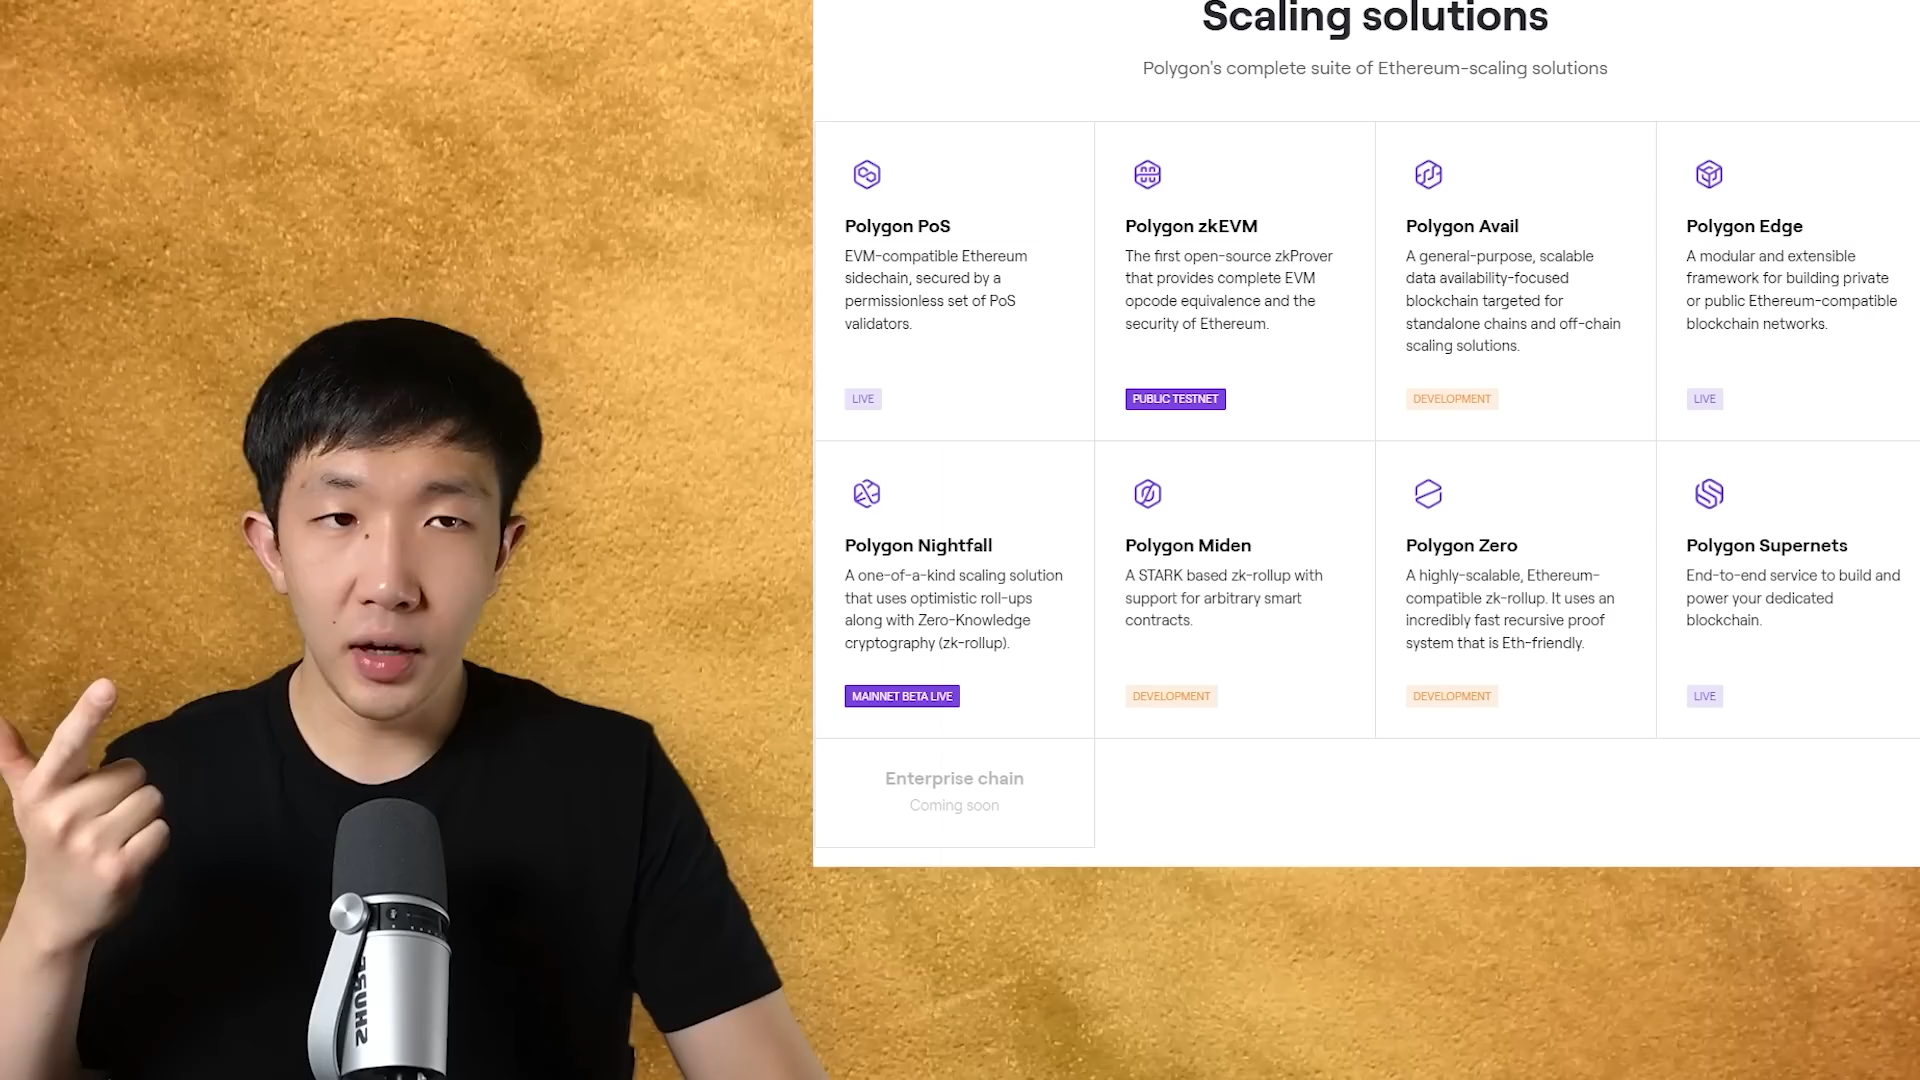 Scaling solutions
Polygon's complete suite of Ethereum-scaling solutions
Polygon PoS
EVM-compatible Ethereum
sidechain, secured by a
permissionless set of PoS
validators.
LIVE
Polygon zkEVM
The first open-source zkProver
that provides complete EVM
opcode equivalence and the
security of Ethereum.
PUBLIC TESTNET
Polygon Avail
A general-purpose, scalable
data availability-focused
blockchain targeted for
standalone chains and off-chain
scaling solutions.
DEVELOPMENT
Polygon Edge
A modular and extensible
framework for building private
or public Ethereum-compatible
blockchain networks.
LIVE
Polygon Nightfall
A one-of-a-kind scaling solution
that uses optimistic roll-ups
along with Zero-Knowledge
cryptography (zk-rollup).
MAINNET BETA LIVE
Polygon Miden
A STARK based zk-rollup with
support for arbitrary smart
contracts.
DEVELOPMENT
Polygon Zero
A highly-scalable, Ethereum-
compatible zk-rollup. It uses an
incredibly fast recursive proof
system that is Eth-friendly.
DEVELOPMENT
Polygon Supernets
End-to-end service to build and
power your dedicated
blockchain.
LIVE
Enterprise chain
Coming soon
SHURE